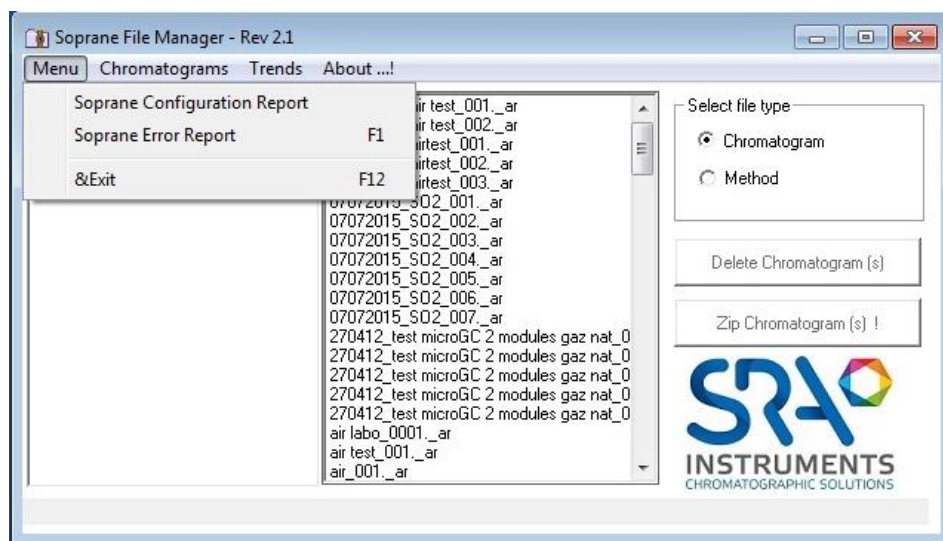 Soprane File Manager - Rev 2.1
Menu Chromatograms Trends About ...!
Soprane Configuration Report
Soprane Error Report F1
&Exit F12
ir test_001._ar
ir test_002._ar
irtest_001._ar
irtest_002._ar
irtest_003._ar
07072015_SO2_001._ar
07072015_SO2_002._ar
07072015_SO2_003._ar
07072015_SO2_004._ar
07072015_SO2_005._ar
07072015_SO2_006._ar
07072015_SO2_007._ar
270412_test microGC 2 modules gaz nat_0
270412_test microGC 2 modules gaz nat_0
270412_test microGC 2 modules gaz nat_0
270412_test microGC 2 modules gaz nat_0
270412_test microGC 2 modules gaz nat_0
air labo_0001._ar
air test_001._ar
air_001._ar
Select file type
Chromatogram
Method
Delete Chromatogram (s)
Zip Chromatogram (s) !
SRA
INSTRUMENTS
CHROMATOGRAPHIC SOLUTIONS